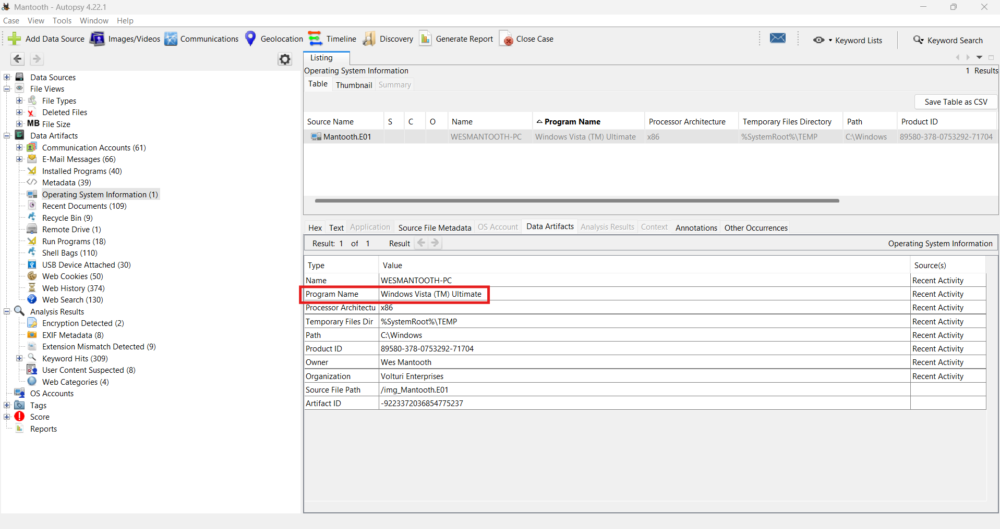 Mantooth - Autopsy 4.22.1
Case View Tools Window Help
Add Data Source Images/Videos Communications Geolocation Timeline Discovery Generate Report Close Case Keyword Lists Keyword Search
Data Sources
File Views
File Types
Deleted Files
MB File Size
Data Artifacts
Communication Accounts (61)
E-Mail Messages (66)
Installed Programs (40)
Metadata (39)
Operating System Information (1)
Recent Documents (109)
Recycle Bin (9)
Remote Drive (1)
Run Programs (18)
Shell Bags (110)
USB Device Attached (30)
Web Cookies (50)
Web History (374)
Web Search (130)
Analysis Results
Encryption Detected (2)
EXIF Metadata (8)
Extension Mismatch Detected (9)
Keyword Hits (309)
User Content Suspected (8)
Web Categories (4)
OS Accounts
Tags
Score
Reports
Listing
Operating System Information 1 Results
Table Thumbnail Summary
Save Table as CSV
Source Name S C O Name Program Name Processor Architecture Temporary Files Directory Path Product ID
Mantooth.E01 WESMANTOOTH-PC Windows Vista (TM) Ultimate x86 %SystemRoot%\TEMP C:\Windows 89580-378-0753292-71704
Hex Text Application Source File Metadata OS Account Data Artifacts Analysis Results Context Annotations Other Occurrences
Result: 1 of 1 Result Operating System Information
Type Value Source(s)
Name WESMANTOOTH-PC Recent Activity
Program Name Windows Vista (TM) Ultimate Recent Activity
Processor Architectu x86 Recent Activity
Temporary Files Dir %SystemRoot%\TEMP Recent Activity
Path C:\Windows Recent Activity
Product ID 89580-378-0753292-71704 Recent Activity
Owner Wes Mantooth Recent Activity
Organization Volturi Enterprises Recent Activity
Source File Path /img_Mantooth.E01
Artifact ID -9223372036854775237